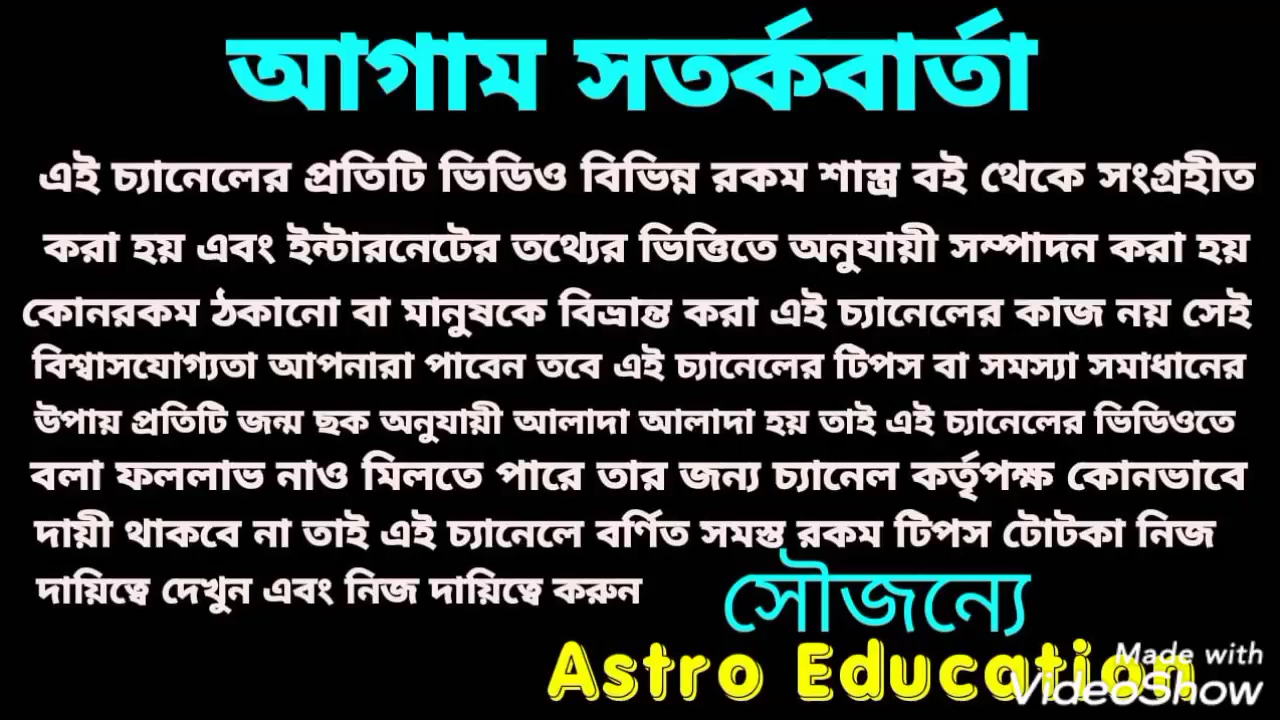 আগাম সতর্কবার্তা
এই চ্যানেলের প্রতিটি ভিডিও বিভিন্ন রকম শাস্ত্র বই থেকে সংগ্রহীত
করা হয় এবং ইন্টারনেটের তথ্যের ভিত্তিতে অনুযায়ী সম্পাদন করা হয়
কোনরকম ঠকানো বা মানুষকে বিভ্রান্ত করা এই চ্যানেলের কাজ নয় সেই
বিশ্বাসযোগ্যতা আপনারা পাবেন তবে এই চ্যানেলের টিপস বা সমস্যা সমাধানের
উপায় প্রতিটি জন্ম ছক অনুযায়ী আলাদা আলাদা হয় তাই এই চ্যানেলের ভিডিওতে
বলা ফললাভ নাও মিলতে পারে তার জন্য চ্যানেল কর্তৃপক্ষ কোনভাবে
দায়ী থাকবে না তাই এই চ্যানেলে বর্ণিত সমস্ত রকম টিপস টোটকা নিজ
দায়িত্বে দেখুন এবং নিজ দায়িত্বে করুন
সৌজন্যে
Astro Education
Made with
VideoShow